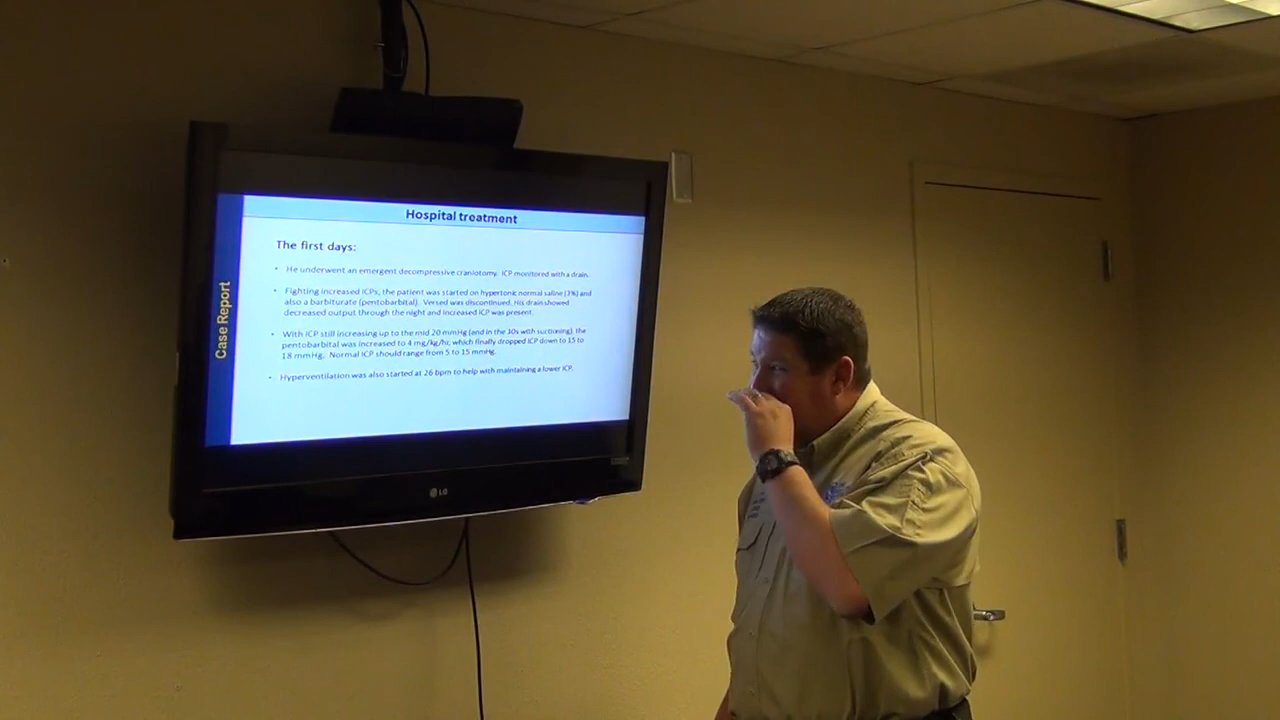 Hospital treatment
Case Report
The first days:
• He underwent an emergent decompressive craniotomy. ICP monitored with a drain.
• Fighting increased ICPs, the patient was started on hypertonic normal saline (3%) and
also a barbiturate (pentobarbital). Versed was discontinued. His drain showed
decreased output through the night and increased ICP was present.
• With ICP still increasing up to the mid 20 mmHg (and in the 30s with suctioning) the
pentobarbital was increased to 4 mg/kg/hr, which finally dropped ICP down to 15 to
18 mmHg. Normal ICP should range from 5 to 15 mmHg.
• Hyperventilation was also started at 26 bpm to help with maintaining a lower ICP.
LG